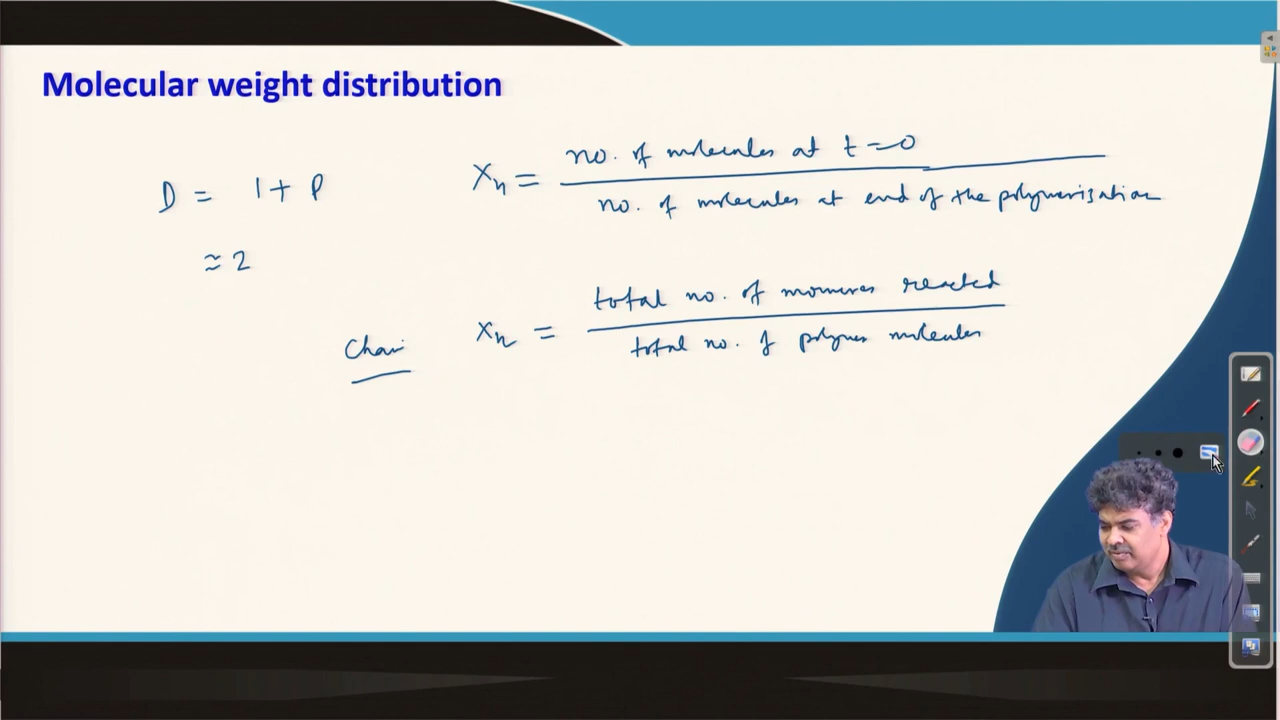 Molecular weight distribution
D = 1 + P
≈ 2
Xn = no. of molecules at t = 0
no. of molecules at end of the polymerisation
Chain
Xn = total no. of monomers reacted
total no. of polymer molecules